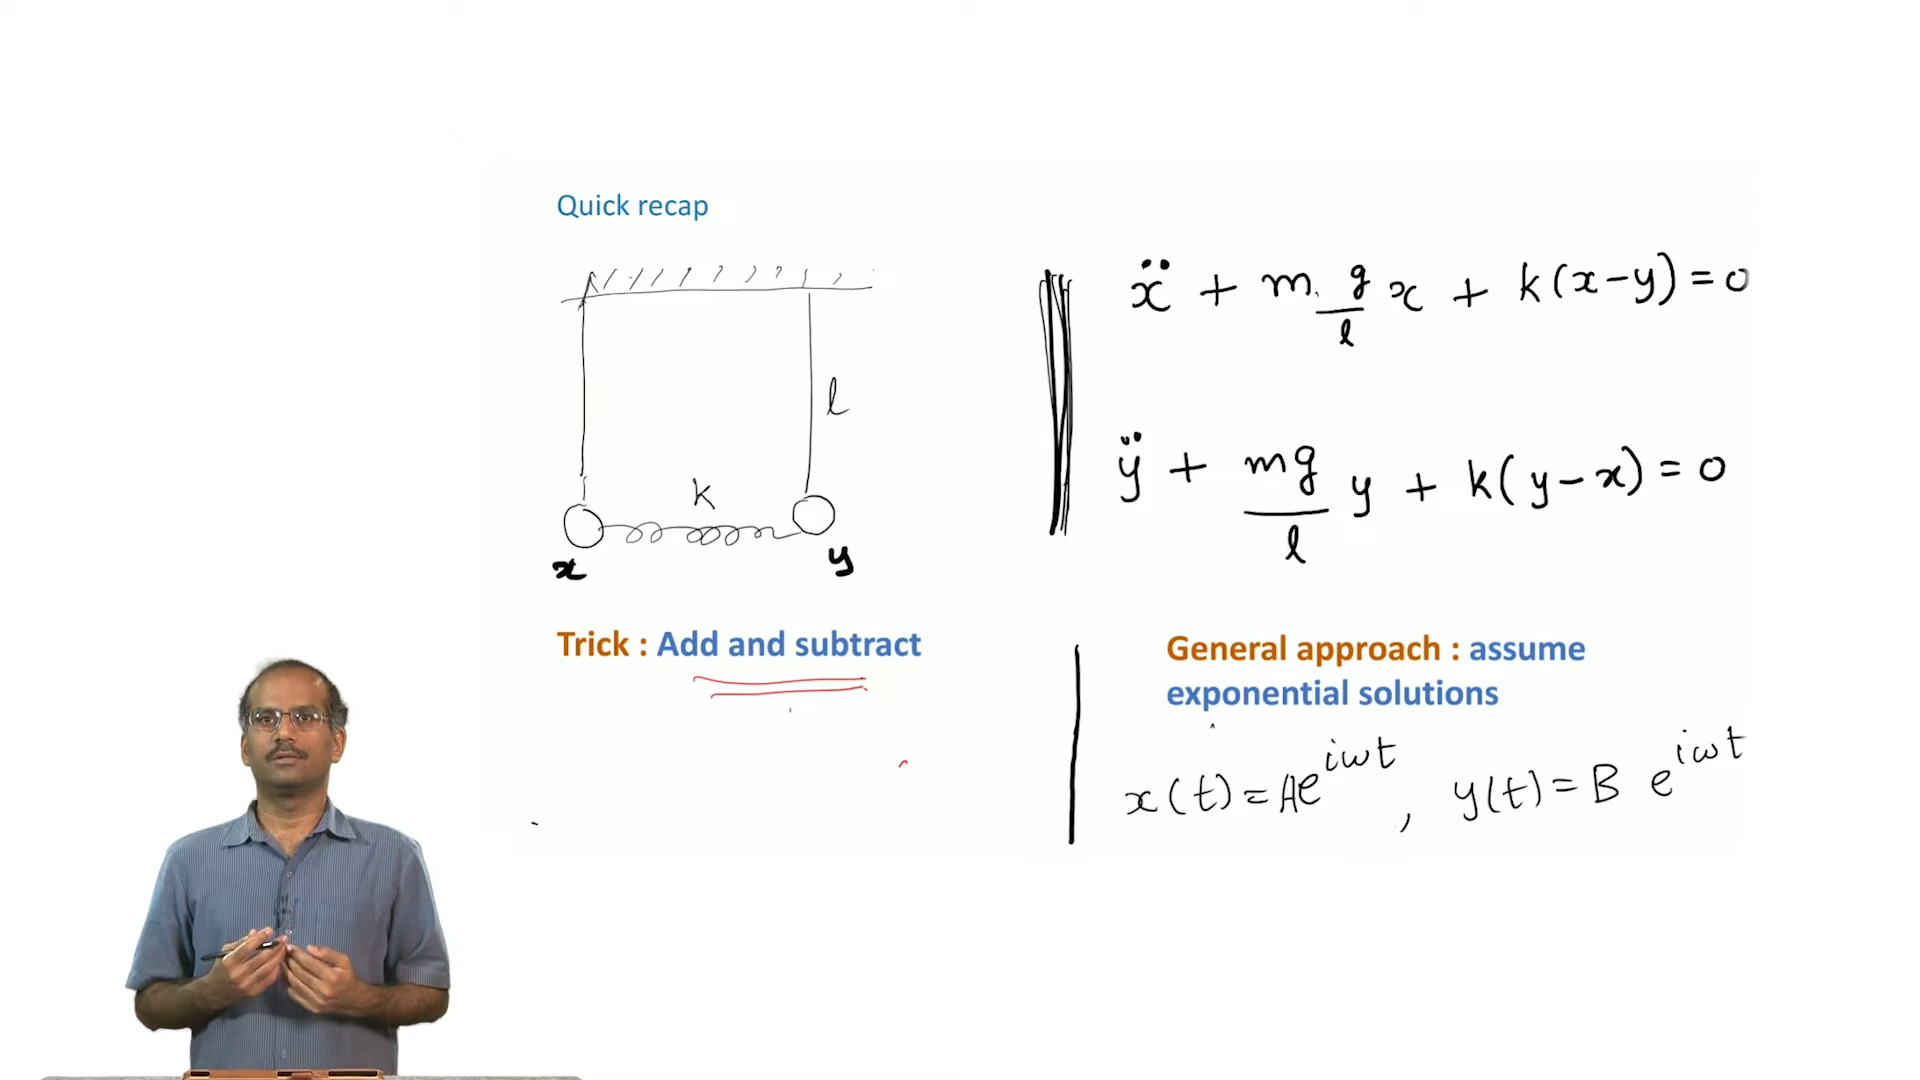 Quick recap
l
k
x
y
ẍ + m g/l x + k(x-y) = 0
ÿ + mg/l y + k(y-x) = 0
Trick : Add and subtract
General approach : assume
exponential solutions
x(t) = Ae^{iωt} , y(t) = B e^{iωt}